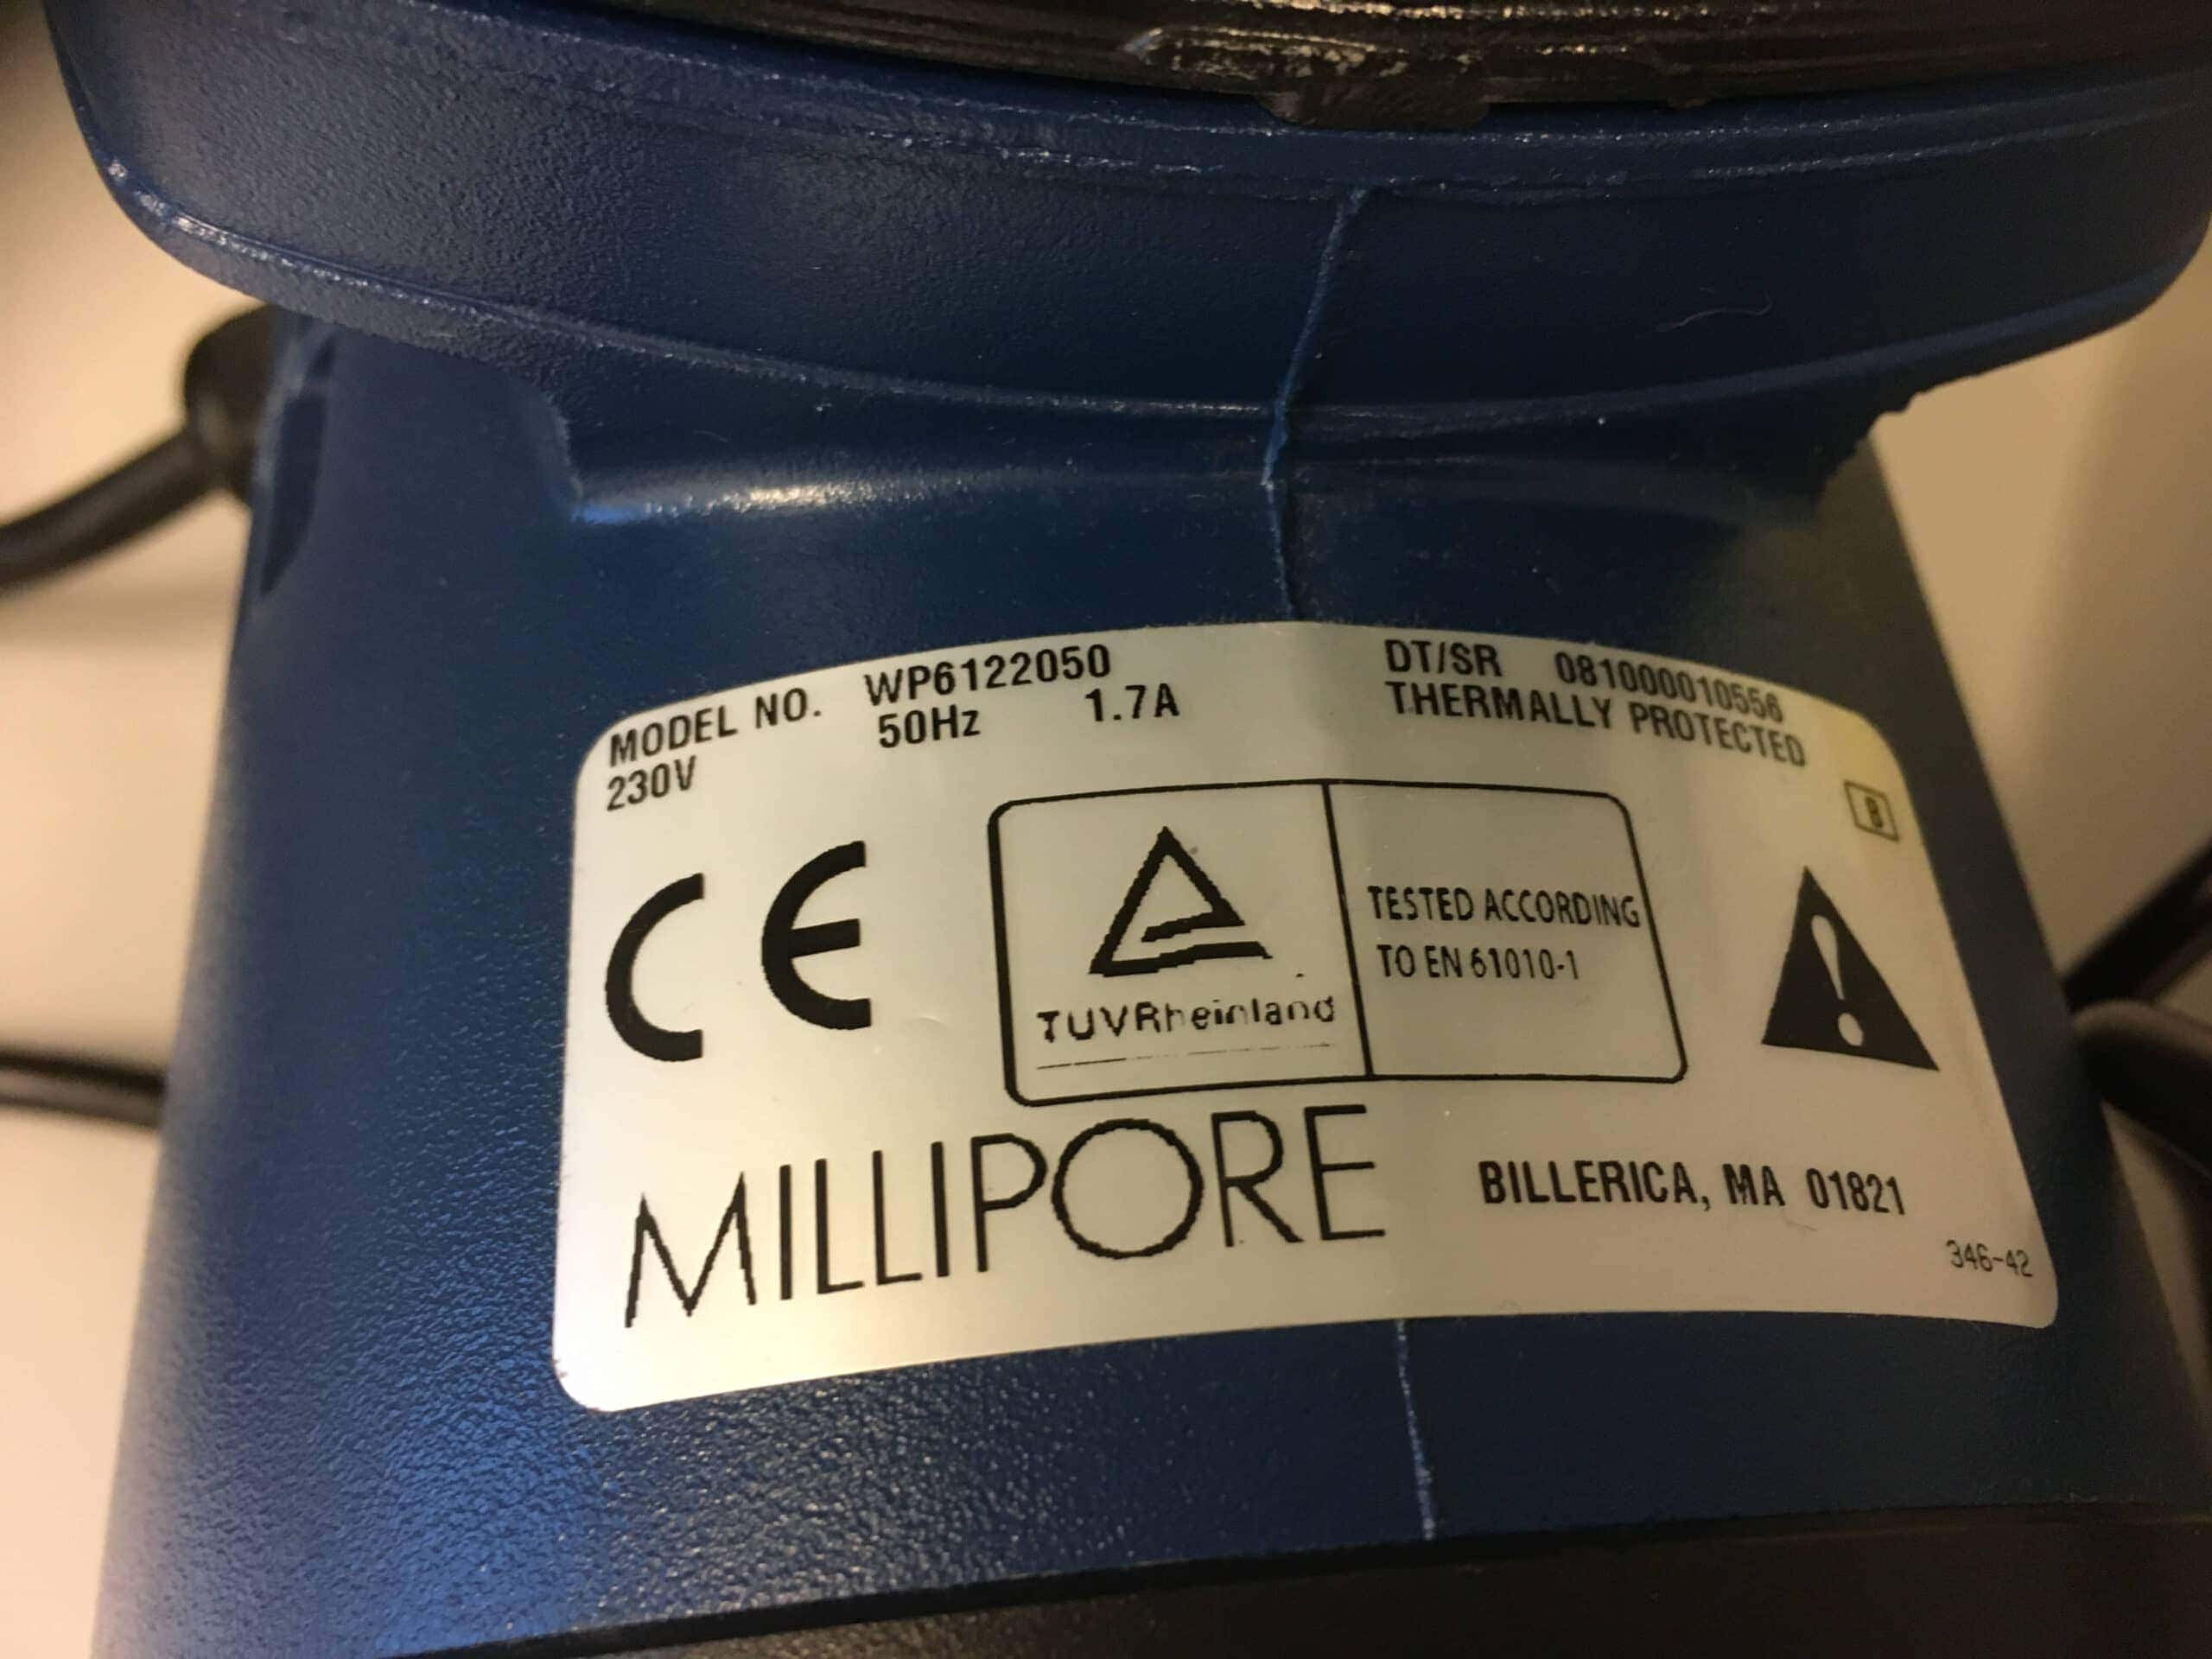 MODEL NO. WP6122050 DT/SR 081000010556
230V 50Hz 1.7A THERMALLY PROTECTED
8
CE
TESTED ACCORDING
TO EN 61010-1
TUVRheinland
!
MILLIPORE BILLERICA, MA 01821
346-42